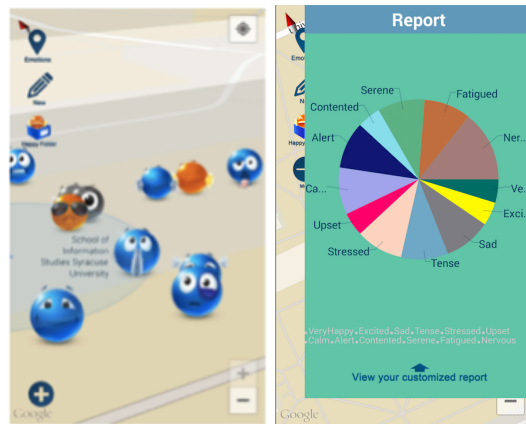 Emotions
New
Happy Folder
School of
Information
Studies Syracuse
University
Google
Report
Serene
Fatigued
Contented
Alert
Ner...
Ca...
Ve...
Exci...
Upset
Sad
Stressed
Tense
VeryHappy Excited Sad Tense Stressed Upset
Calm Alert Contented Serene Fatigued Nervous
View your customized report
Google